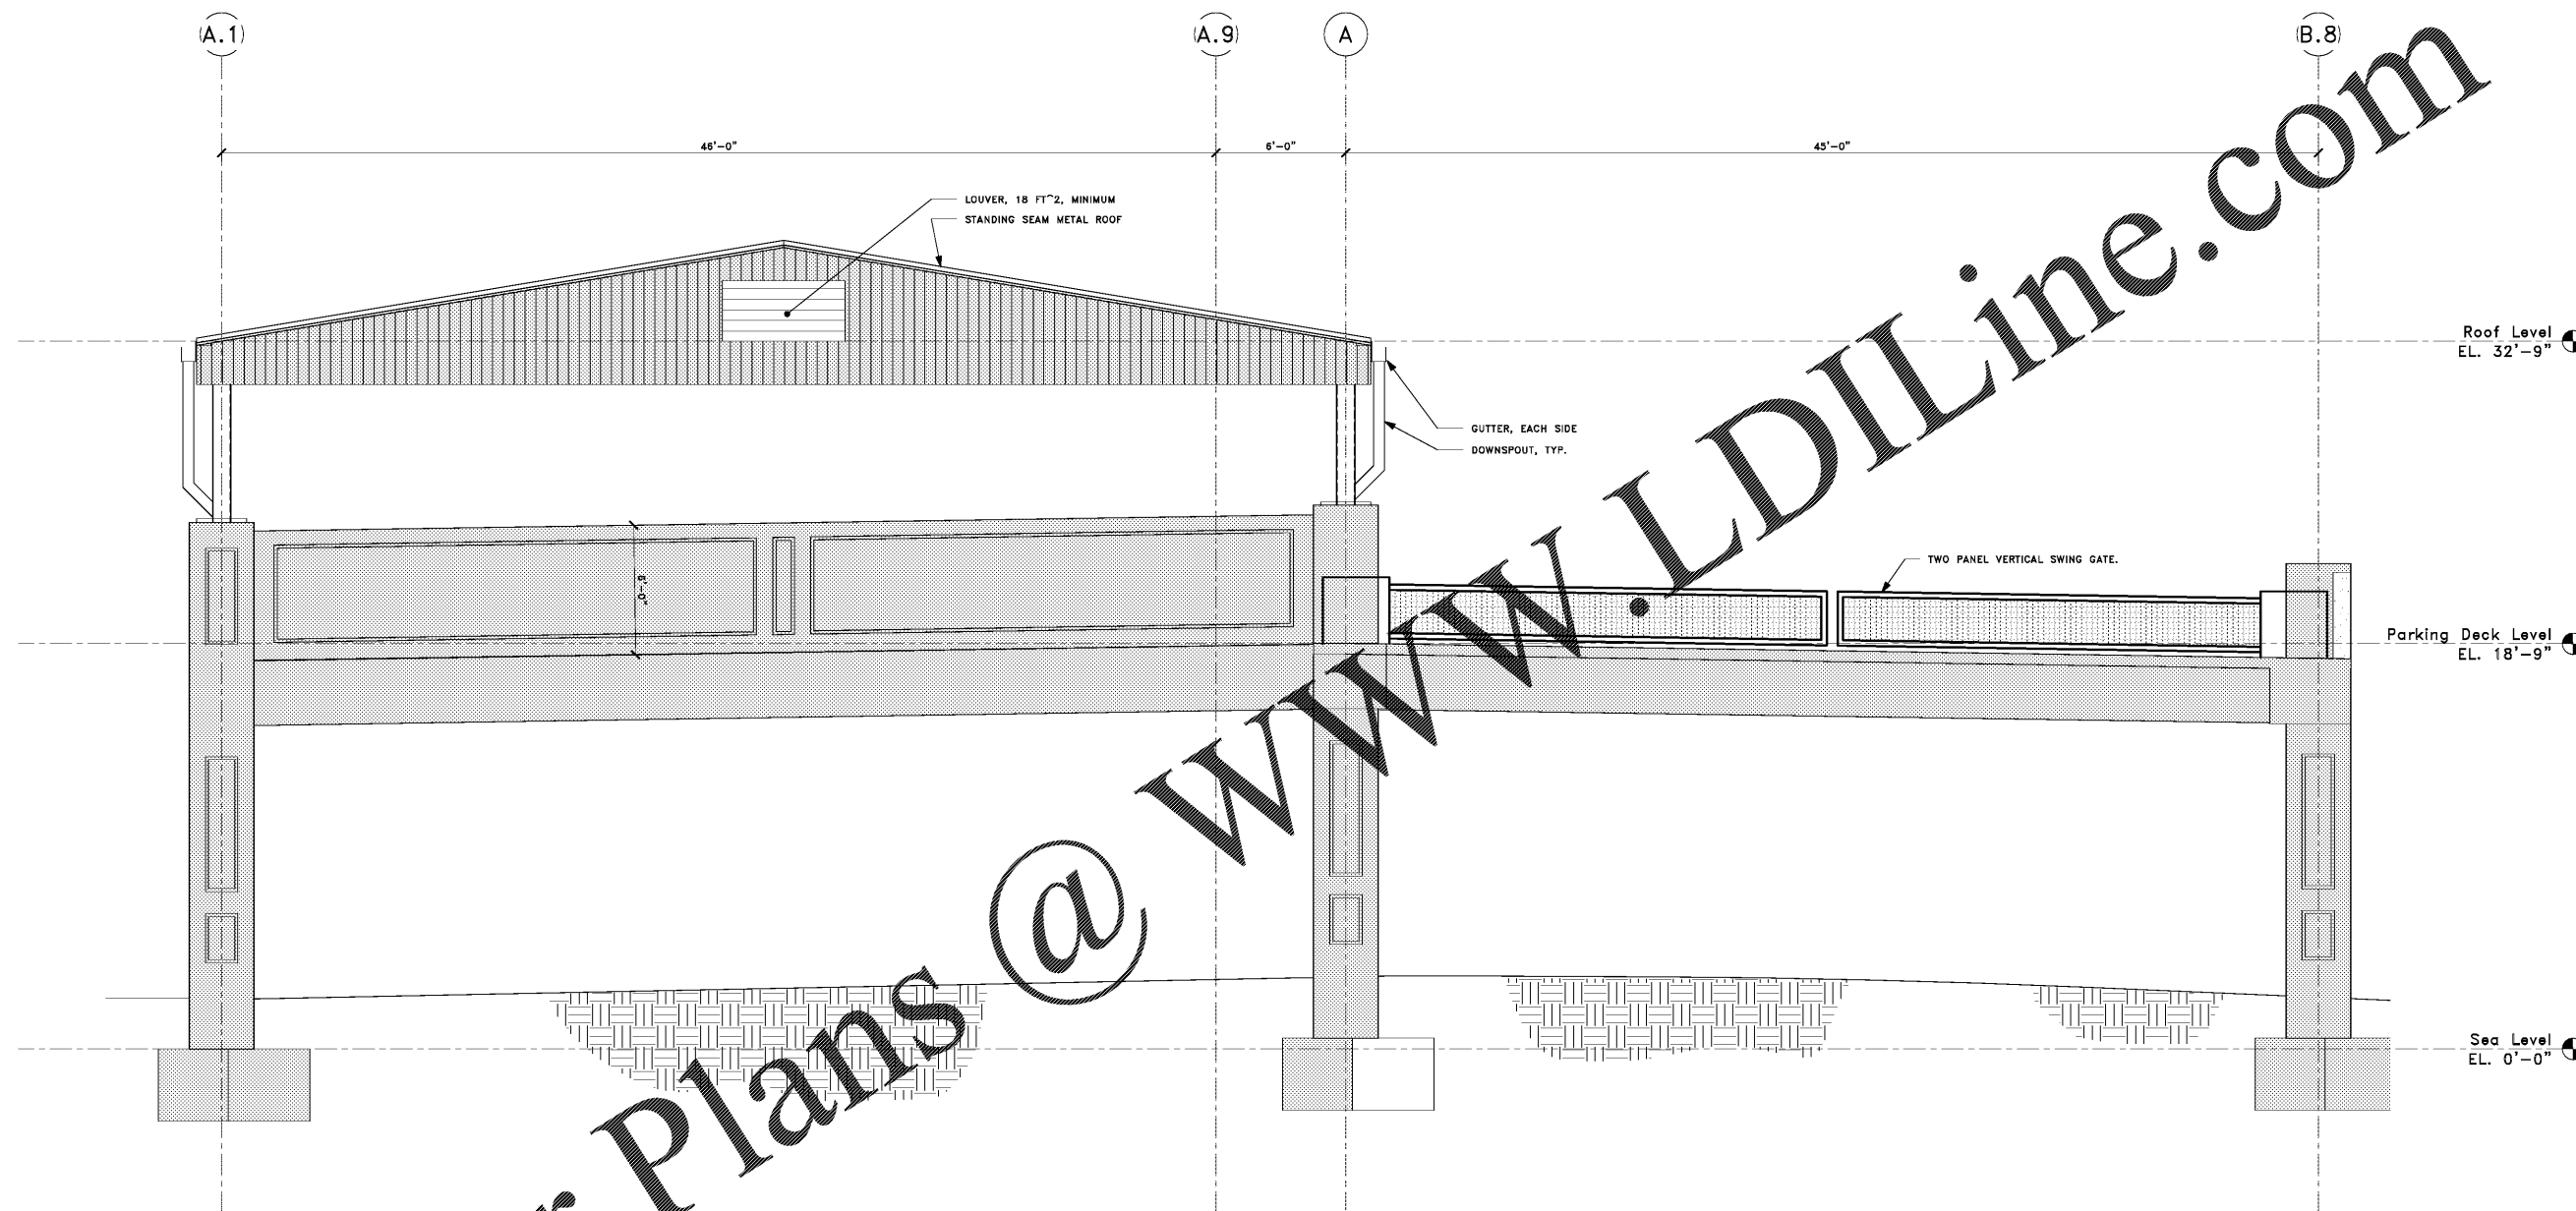 A.1
A.9
A
B.8
46'-0"
6'-0"
45'-0"
LOUVER, 18 FT^2, MINIMUM
STANDING SEAM METAL ROOF
Roof Level
EL. 32'-9"
GUTTER, EACH SIDE
DOWNSPOUT, TYP.
TWO PANEL VERTICAL SWING GATE.
6'-0"
Parking Deck Level
EL. 18'-9"
Sea Level
EL. 0'-0"
r Plans @ WWW.LDILine.com